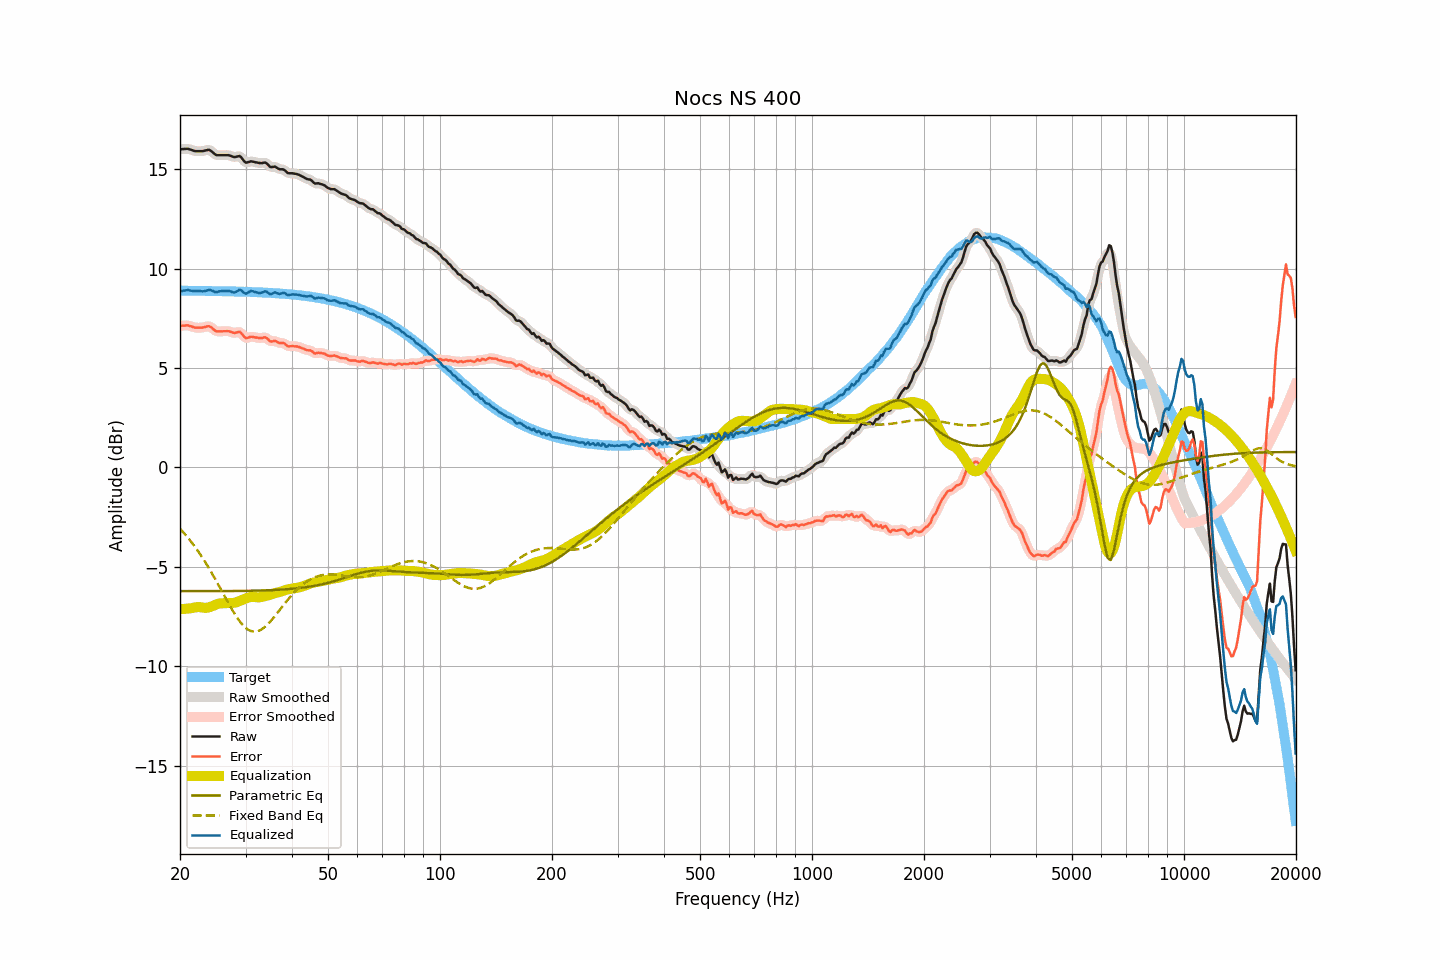 Nocs NS 400
Amplitude (dBr)
15
10
5
0
−5
−10
−15
Target
Raw Smoothed
Error Smoothed
Raw
Error
Equalization
Parametric Eq
Fixed Band Eq
Equalized
20 50 100 200 500 1000 2000 5000 10000 20000
Frequency (Hz)